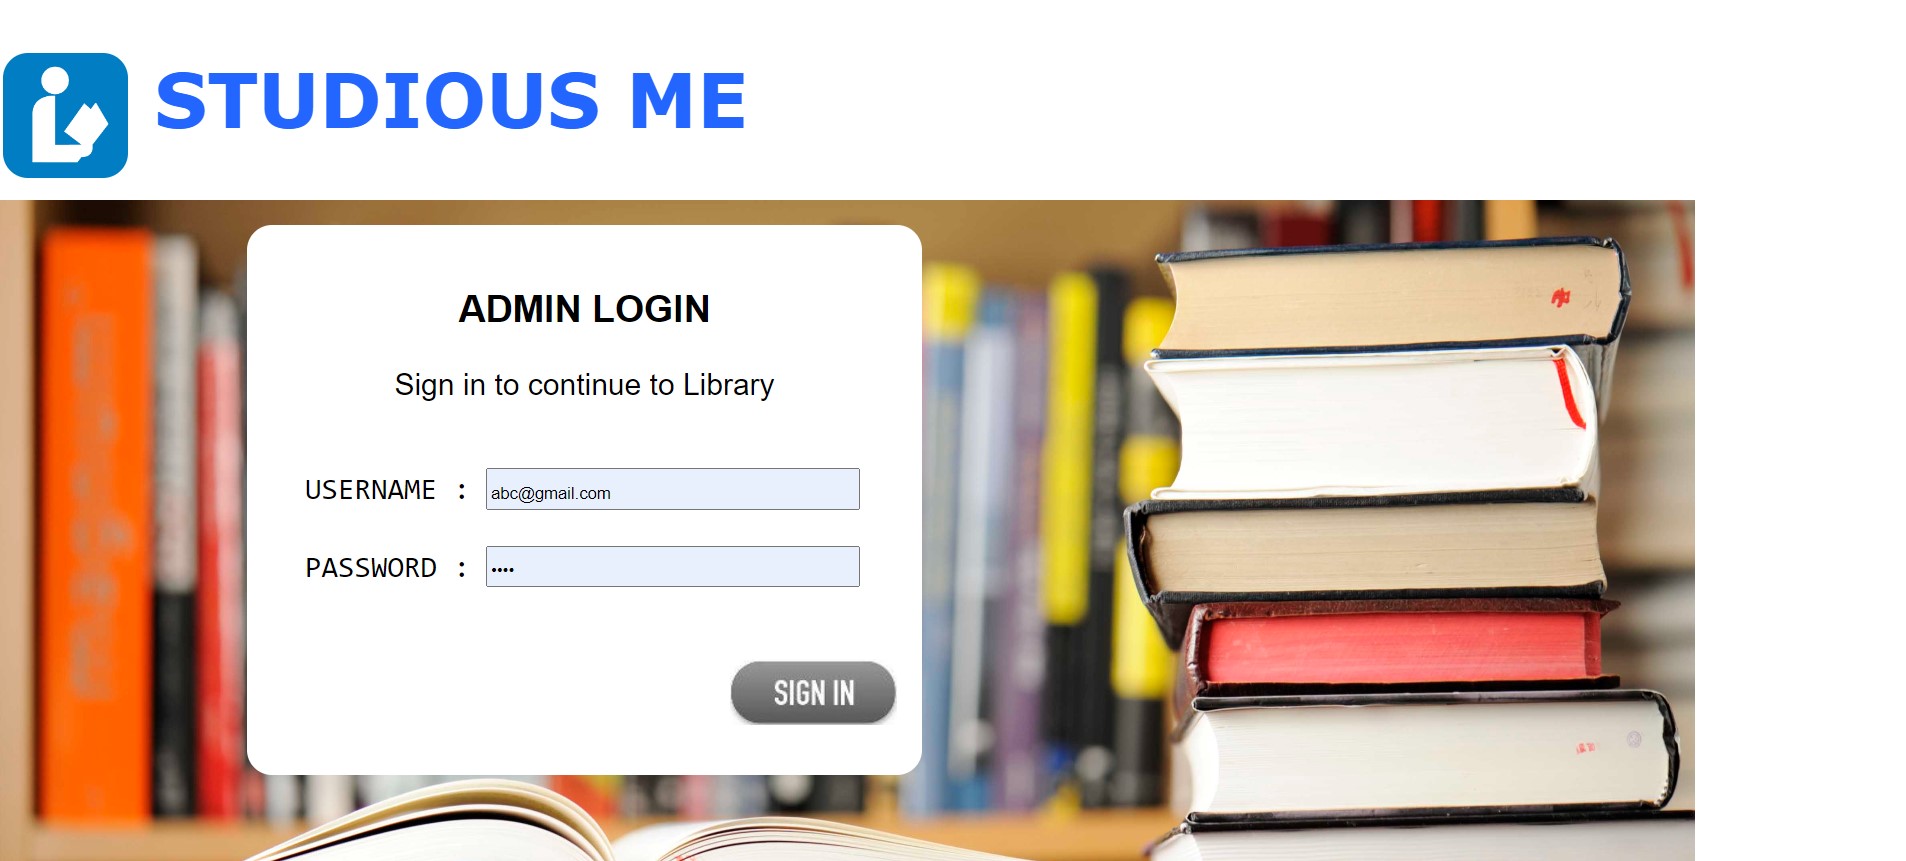 STUDIOUS ME
ADMIN LOGIN
Sign in to continue to Library
USERNAME : abc@gmail.com
PASSWORD : ••••
SIGN IN